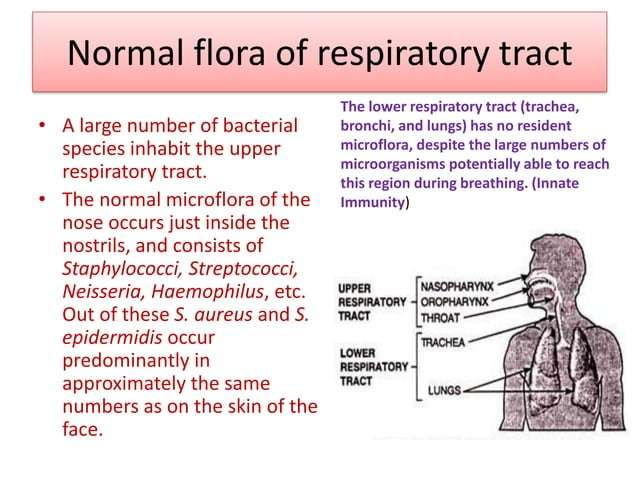 Normal flora of respiratory tract
• A large number of bacterial
species inhabit the upper
respiratory tract.
• The normal microflora of the
nose occurs just inside the
nostrils, and consists of
Staphylococci, Streptococci,
Neisseria, Haemophilus, etc.
Out of these S. aureus and S.
epidermidis occur
predominantly in
approximately the same
numbers as on the skin of the
face.
The lower respiratory tract (trachea,
bronchi, and lungs) has no resident
microflora, despite the large numbers of
microorganisms potentially able to reach
this region during breathing. (Innate
Immunity)
UPPER
RESPIRATORY
TRACT
NASOPHARYNX
OROPHARYNX
THROAT
LOWER
RESPIRATORY
TRACT
TRACHEA
LUNGS